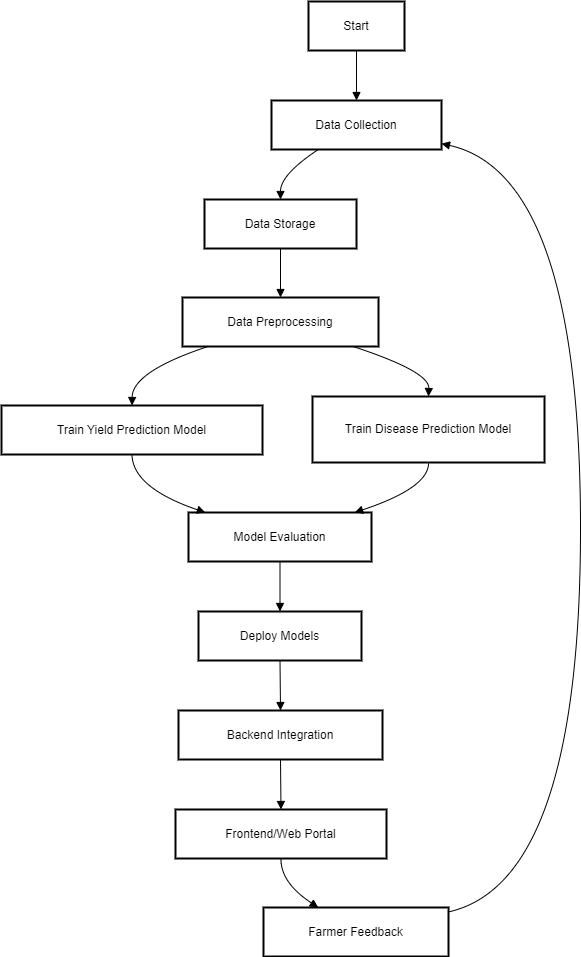 Start
Data Collection
Data Storage
Data Preprocessing
Train Yield Prediction Model
Train Disease Prediction Model
Model Evaluation
Deploy Models
Backend Integration
Frontend/Web Portal
Farmer Feedback